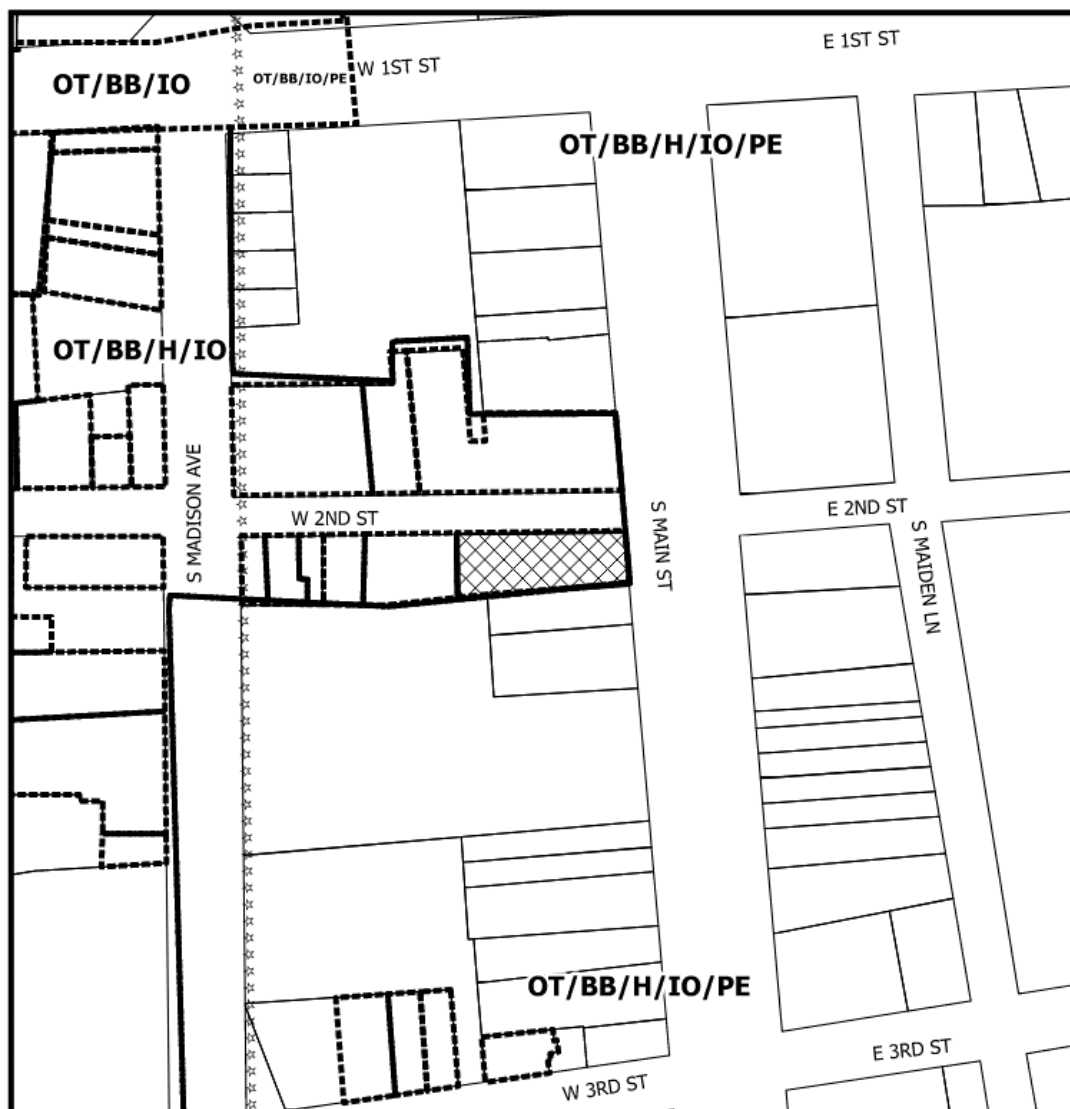 E 1ST ST
W 1ST ST
OT/BB/IO
OT/BB/IO/PE
OT/BB/H/IO/PE
OT/BB/H/IO
S MADISON AVE
W 2ND ST
E 2ND ST
S MAIN ST
S MAIDEN LN
OT/BB/H/IO/PE
E 3RD ST
W 3RD ST